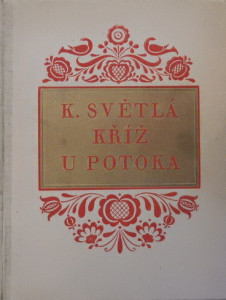 K. SVĚTLÁ
KŘÍŽ
U POTOKA